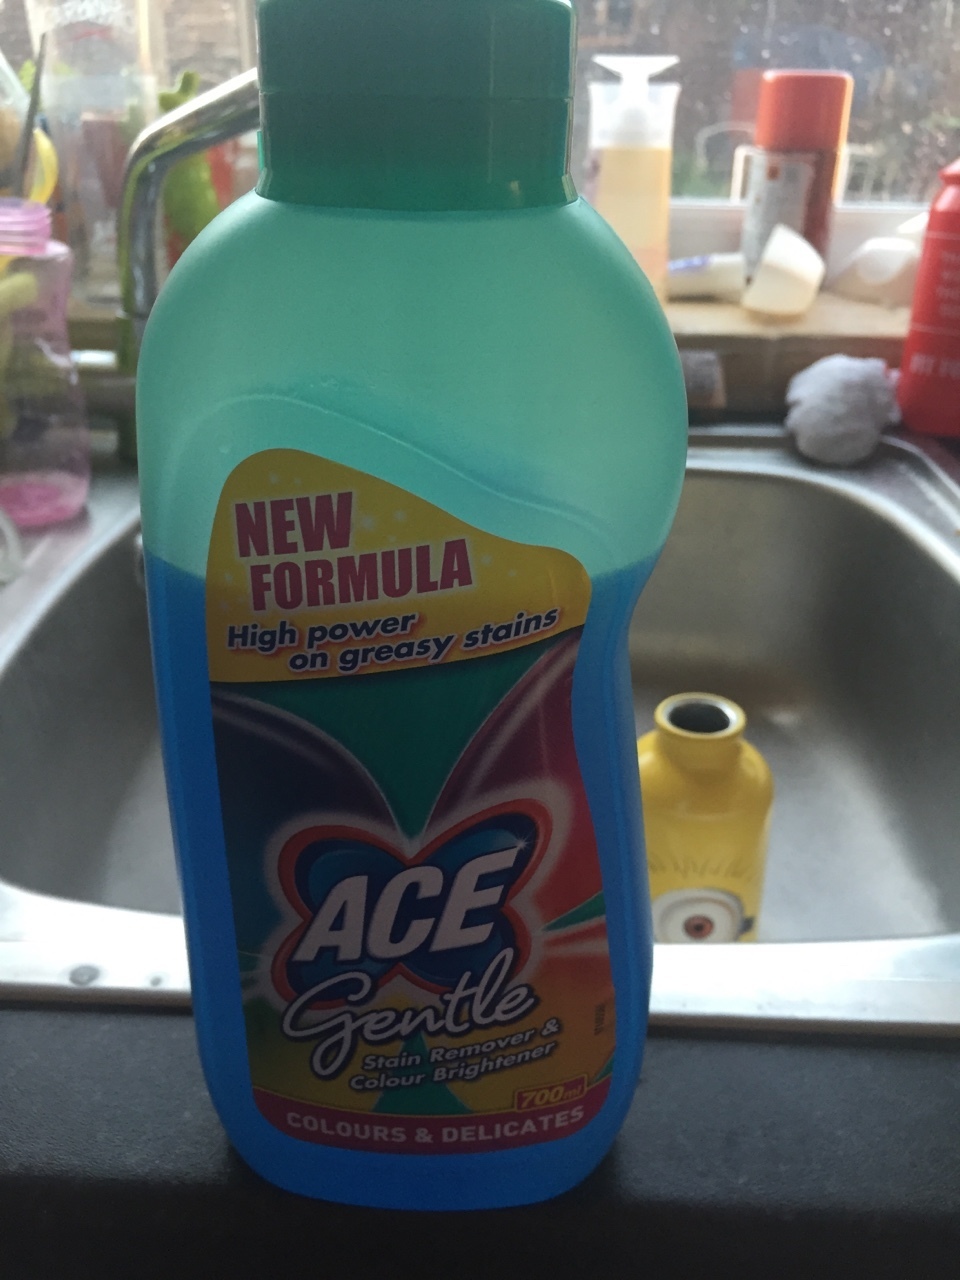 NEW
FORMULA
High power
on greasy stains
ACE
Gentle
Stain Remover &
Colour Brightener
700ml
COLOURS & DELICATES